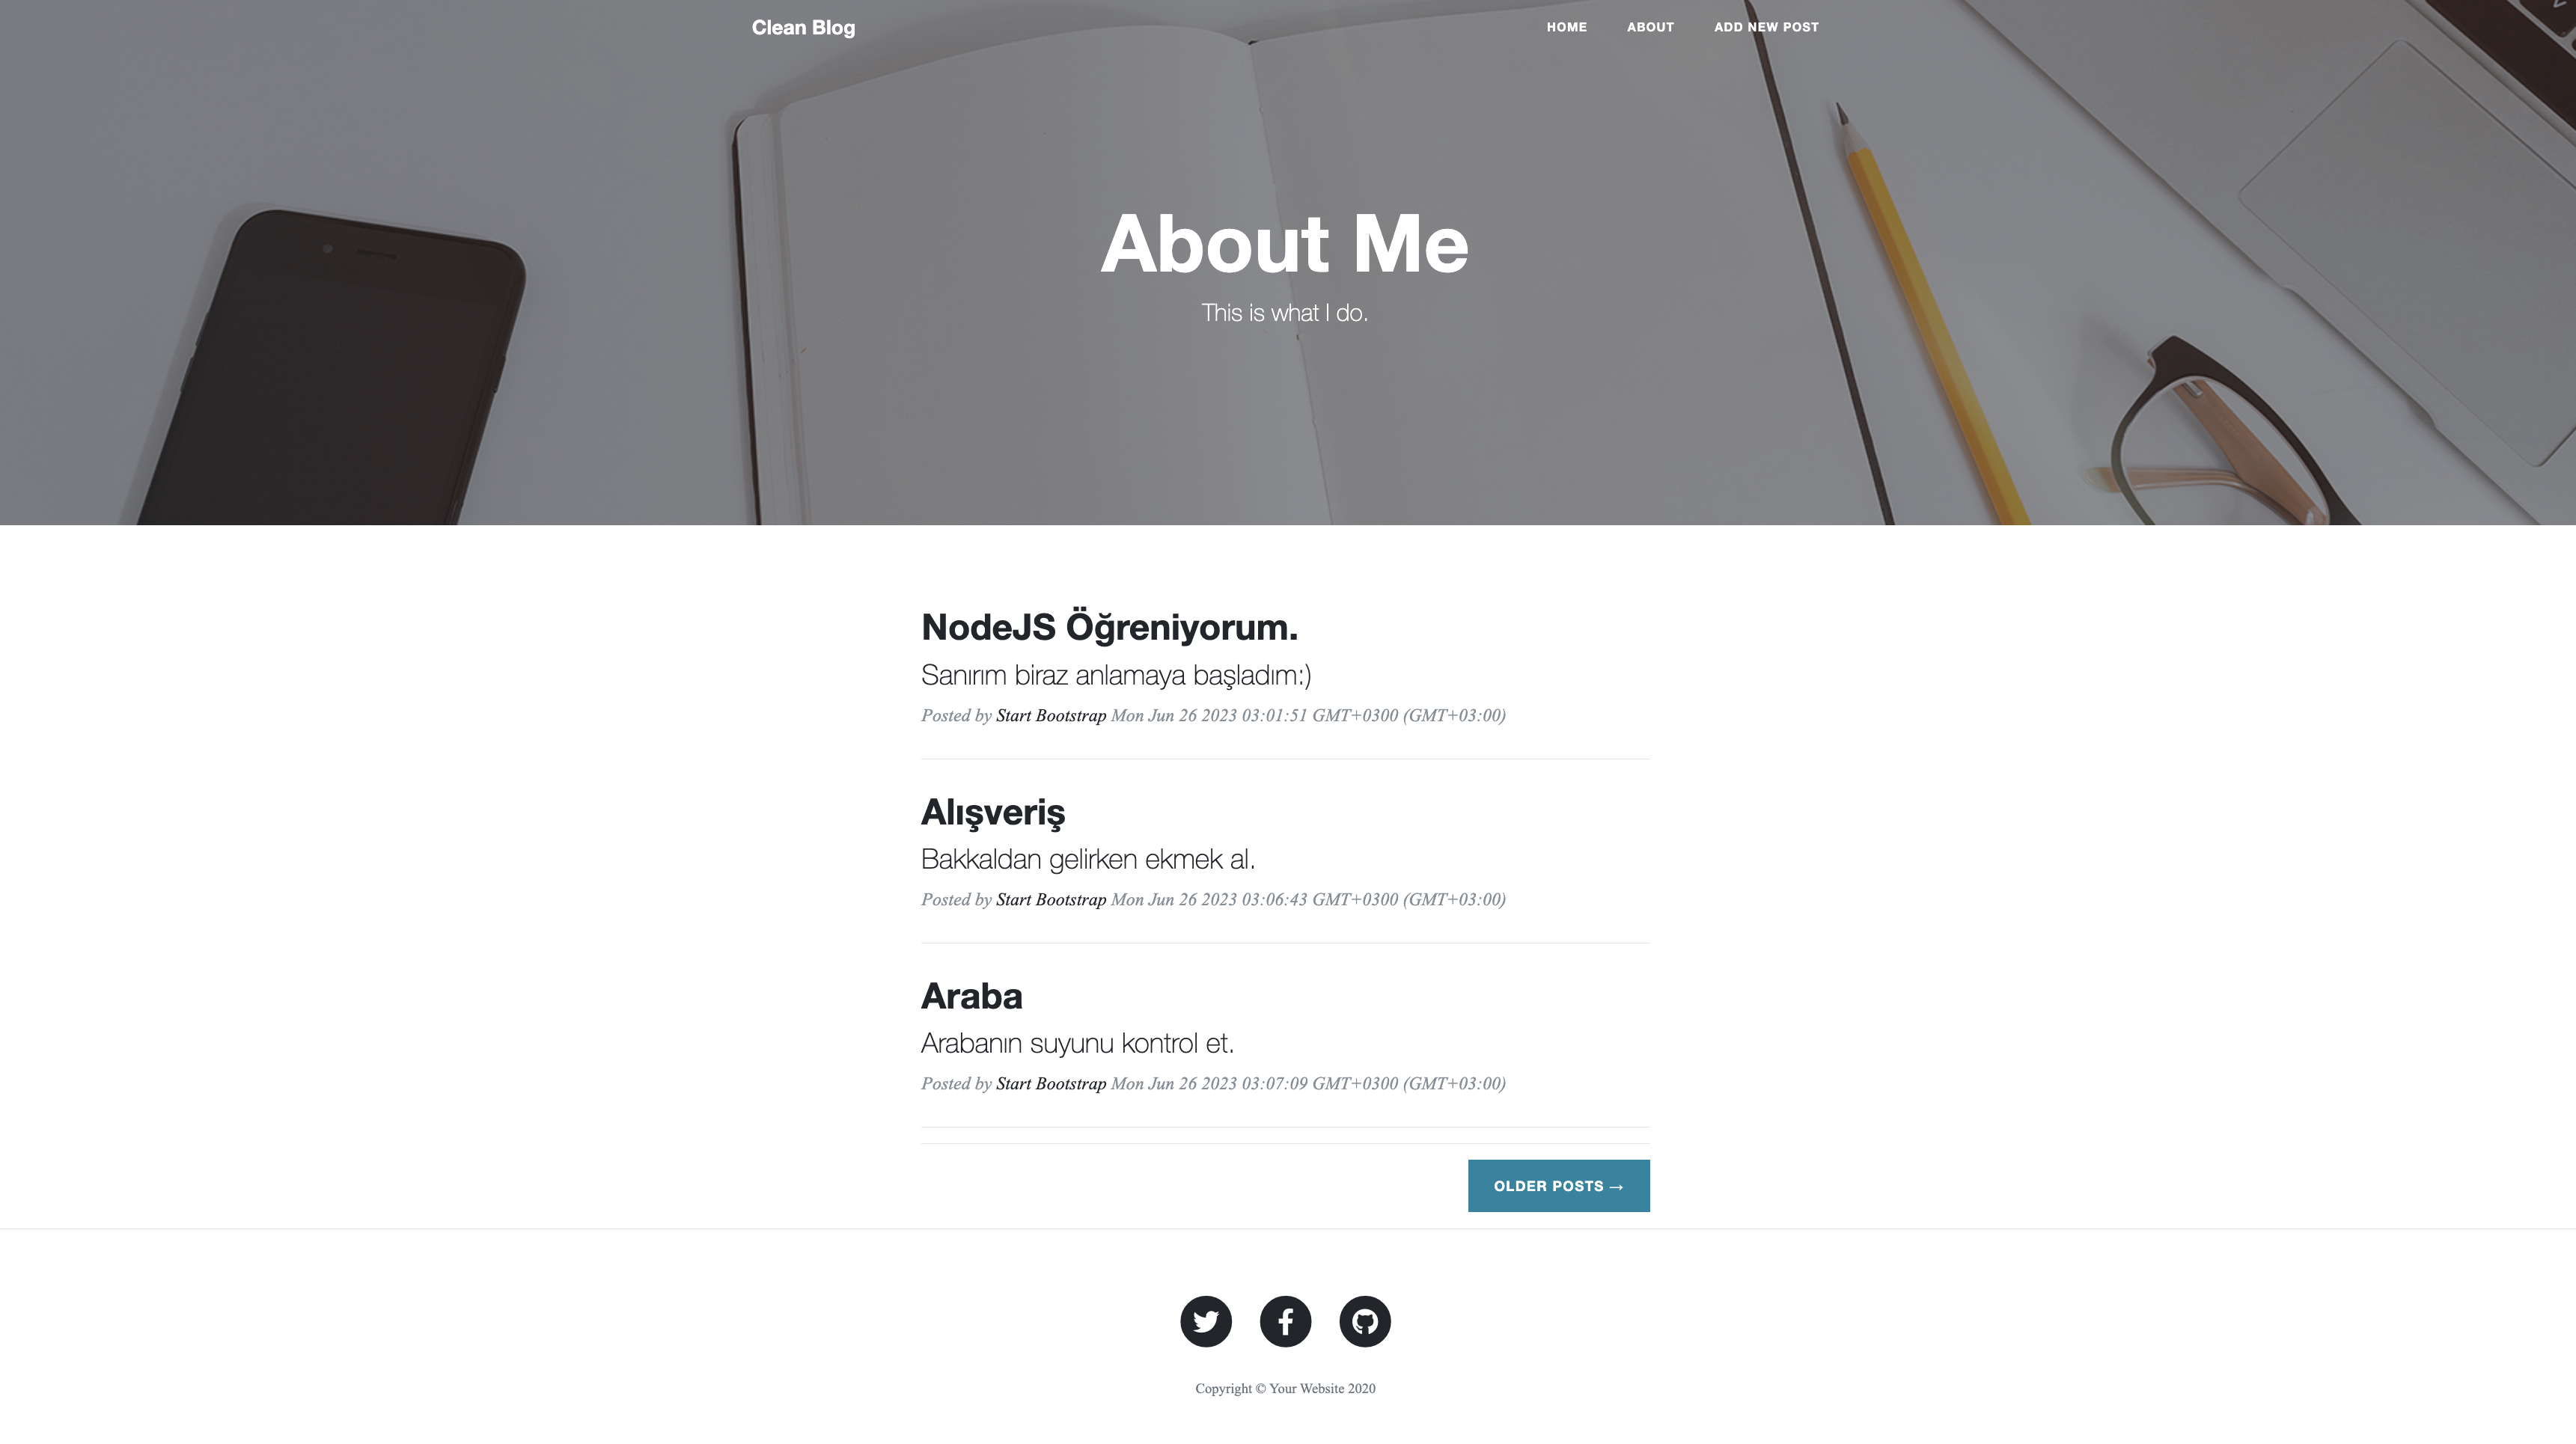 Clean Blog
HOME ABOUT ADD NEW POST
About Me
This is what I do.
NodeJS Öğreniyorum.
Sanırım biraz anlamaya başladım:)
Posted by Start Bootstrap Mon Jun 26 2023 03:01:51 GMT+0300 (GMT+03:00)
Alışveriş
Bakkaldan gelirken ekmek al.
Posted by Start Bootstrap Mon Jun 26 2023 03:06:43 GMT+0300 (GMT+03:00)
Araba
Arabanın suyunu kontrol et.
Posted by Start Bootstrap Mon Jun 26 2023 03:07:09 GMT+0300 (GMT+03:00)
OLDER POSTS →
Copyright © Your Website 2020